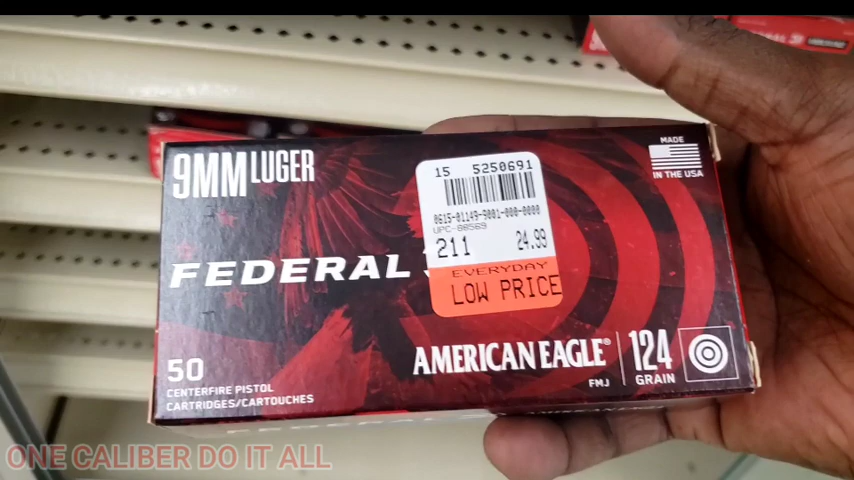 9MM LUGER
MADE
IN THE USA
15 5250691
0615-01149-9001-000-0000
UPC-00569
211 24.99
EVERYDAY
LOW PRICE
FEDERAL
AMERICAN EAGLE®
FMJ
124
GRAIN
50
CENTERFIRE PISTOL
CARTRIDGES/CARTOUCHES
ONE CALIBER DO IT ALL